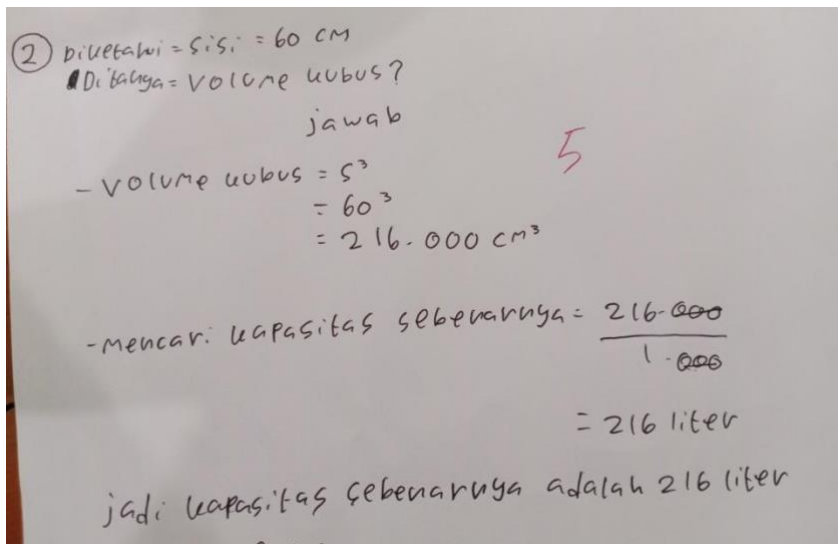 ② Diketahui = sisi = 60 cm
Ditanya = Volume kubus?
jawab
5
- Volume kubus = s³
= 60³
= 216.000 cm³
- Mencari kapasitas sebenarnya = 216.000
1.000
= 216 liter
jadi kapasitas sebenarnya adalah 216 liter